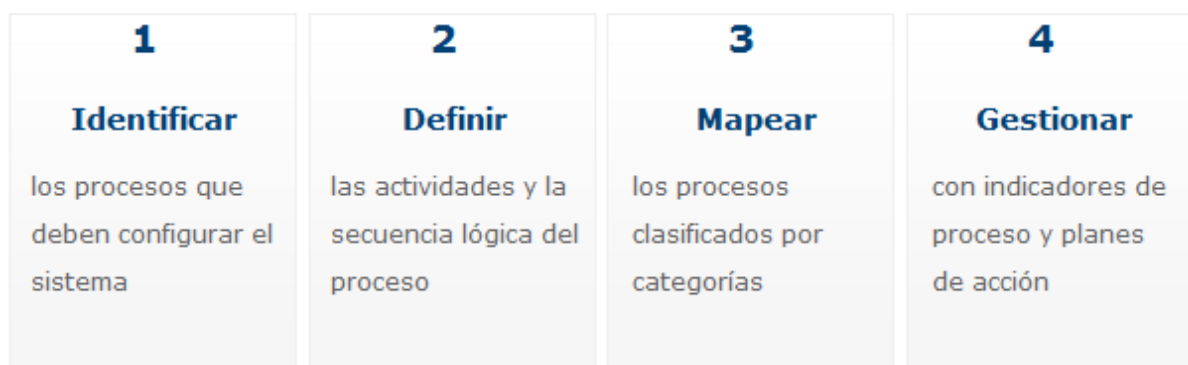 1
Identificar
los procesos que
deben configurar el
sistema
2
Definir
las actividades y la
secuencia lógica del
proceso
3
Mapear
los procesos
clasificados por
categorías
4
Gestionar
con indicadores de
proceso y planes
de acción